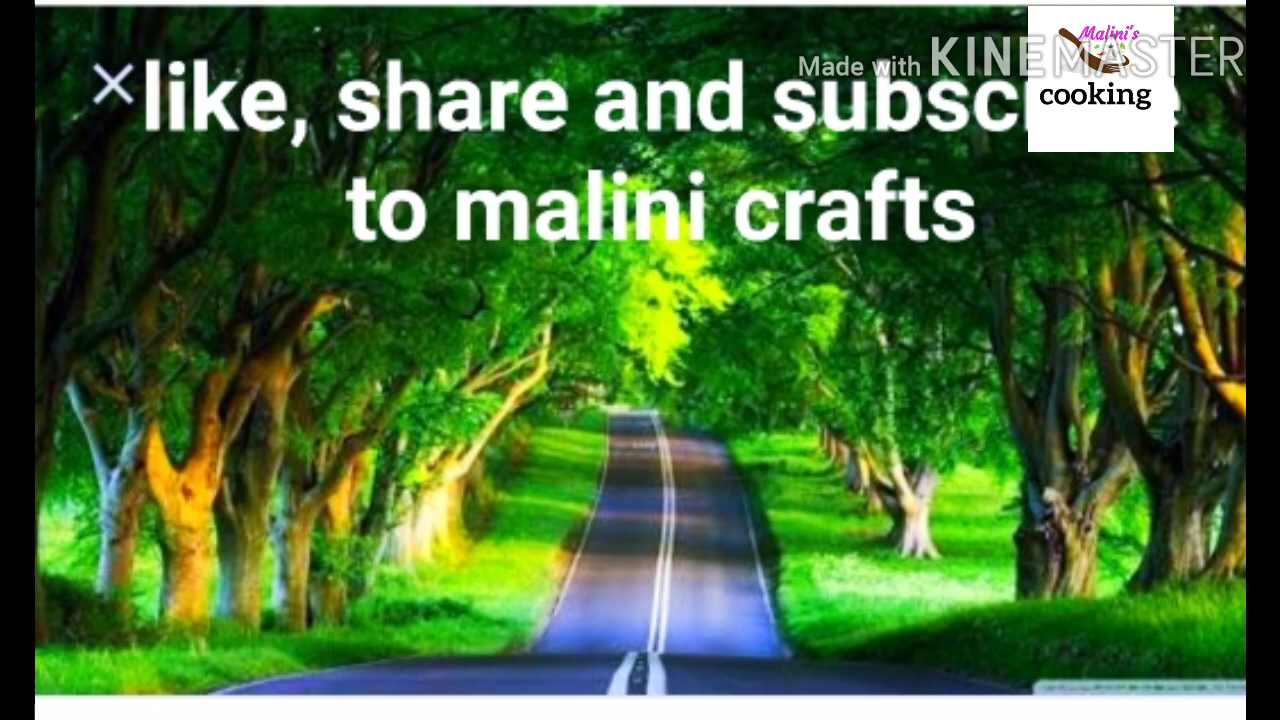 Made with KINEMASTER
Malini's
cooking
like, share and subsc
to malini crafts